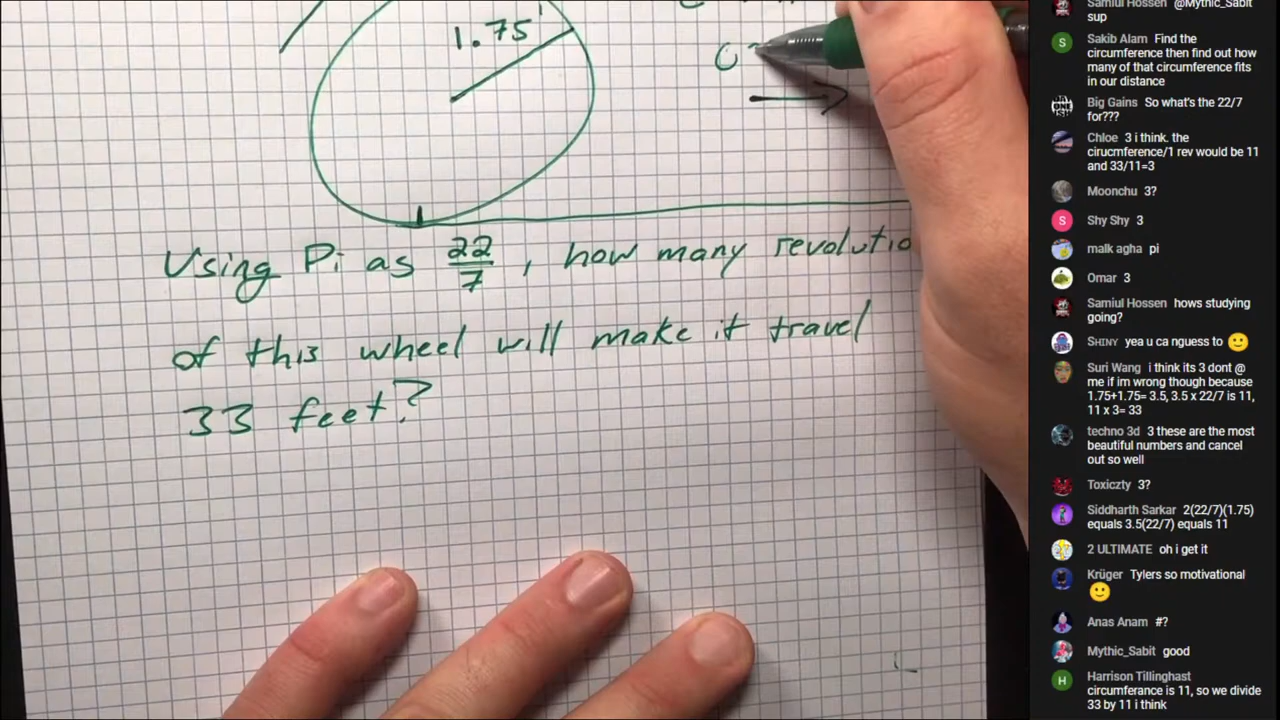 1.75'
Using Pi as 22/7, how many revolutio
of this wheel will make it travel
33 feet?
Samiul Hossen @Mythic_Sabit
sup
Sakib Alam Find the
circumference then find out how
many of that circumference fits
in our distance
Big Gains So what's the 22/7
for???
Chloe 3 i think. the
cirucmference/1 rev would be 11
and 33/11=3
Moonchu 3?
Shy Shy 3
malk agha pi
Omar 3
Samiul Hossen hows studying
going?
SHINY yea u ca nguess to 🙂
Suri Wang i think its 3 dont @
me if im wrong though because
1.75+1.75= 3.5, 3.5 x 22/7 is 11,
11 x 3= 33
techno 3d 3 these are the most
beautiful numbers and cancel
out so well
Toxiczty 3?
Siddharth Sarkar 2(22/7)(1.75)
equals 3.5(22/7) equals 11
2 ULTIMATE oh i get it
Krüger Tylers so motivational
🙂
Anas Anam #?
Mythic_Sabit good
Harrison Tillinghast
circumferance is 11, so we divide
33 by 11 i think